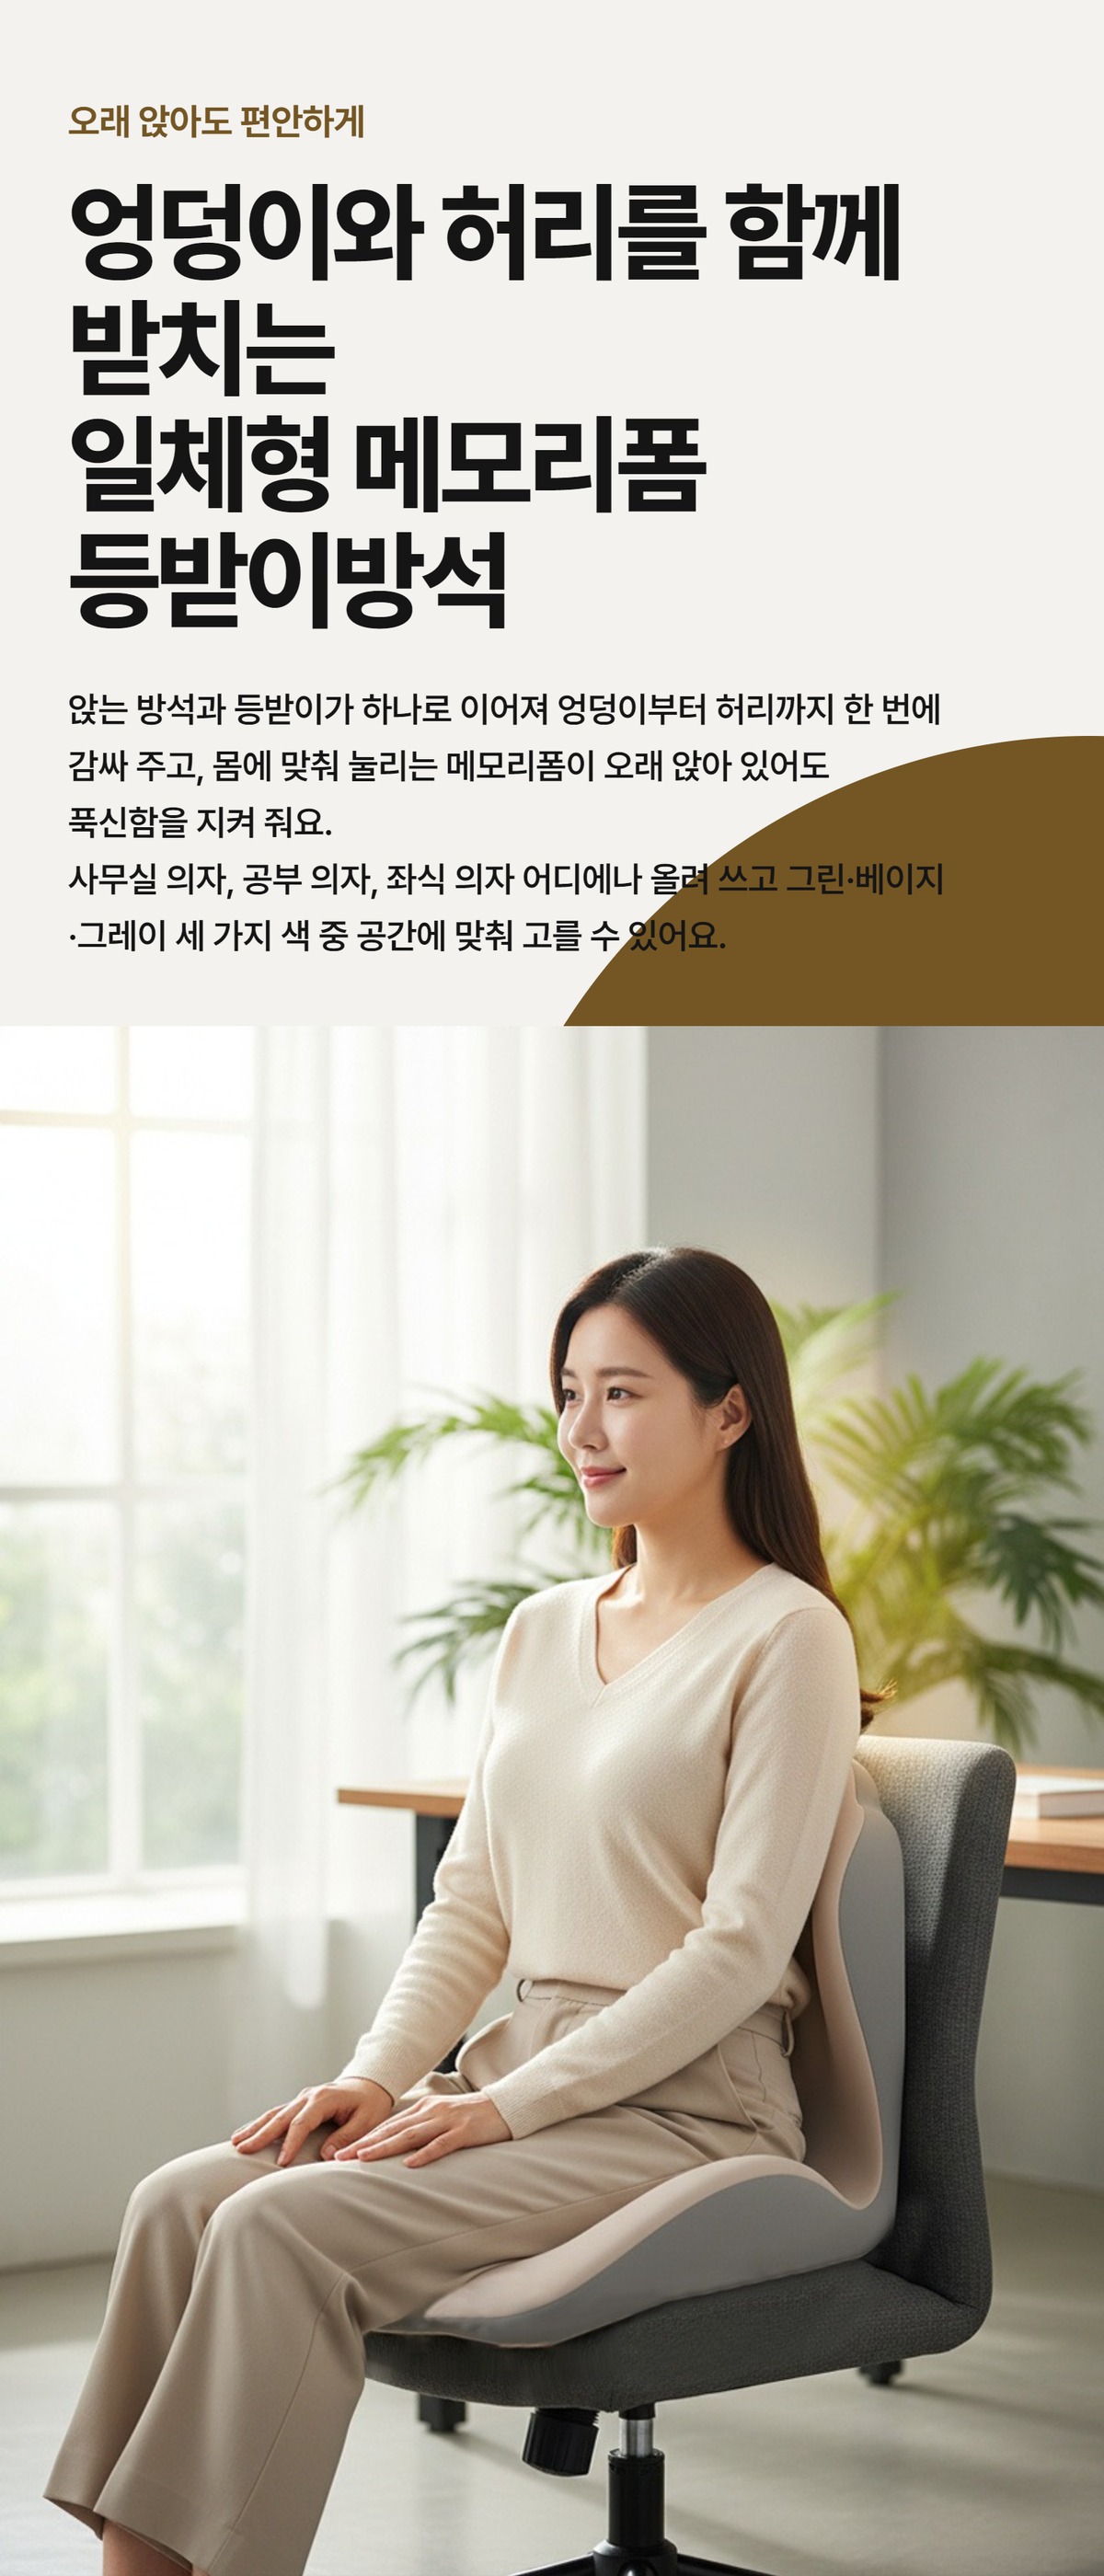 오래 앉아도 편안하게
엉덩이와 허리를 함께
받치는
일체형 메모리폼
등받이방석
앉는 방석과 등받이가 하나로 이어져 엉덩이부터 허리까지 한 번에
감싸 주고, 몸에 맞춰 눌리는 메모리폼이 오래 앉아 있어도
푹신함을 지켜 줘요.
사무실 의자, 공부 의자, 좌식 의자 어디에나 올려 쓰고 그린·베이지
·그레이 세 가지 색 중 공간에 맞춰 고를 수 있어요.